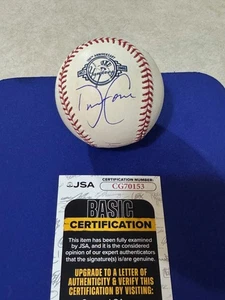 JSA
CERTIFICATION NUMBER:
CG70153
BASIC
CERTIFICATION
This item has been fully examined
by JSA, and it is the considered
opinion of our expert authenticators
that the signature(s) is/are genuine.
UPGRADE TO A LETTER OF
AUTHENTICITY & VERIFY THIS
CERTIFICATION BY VISITING: